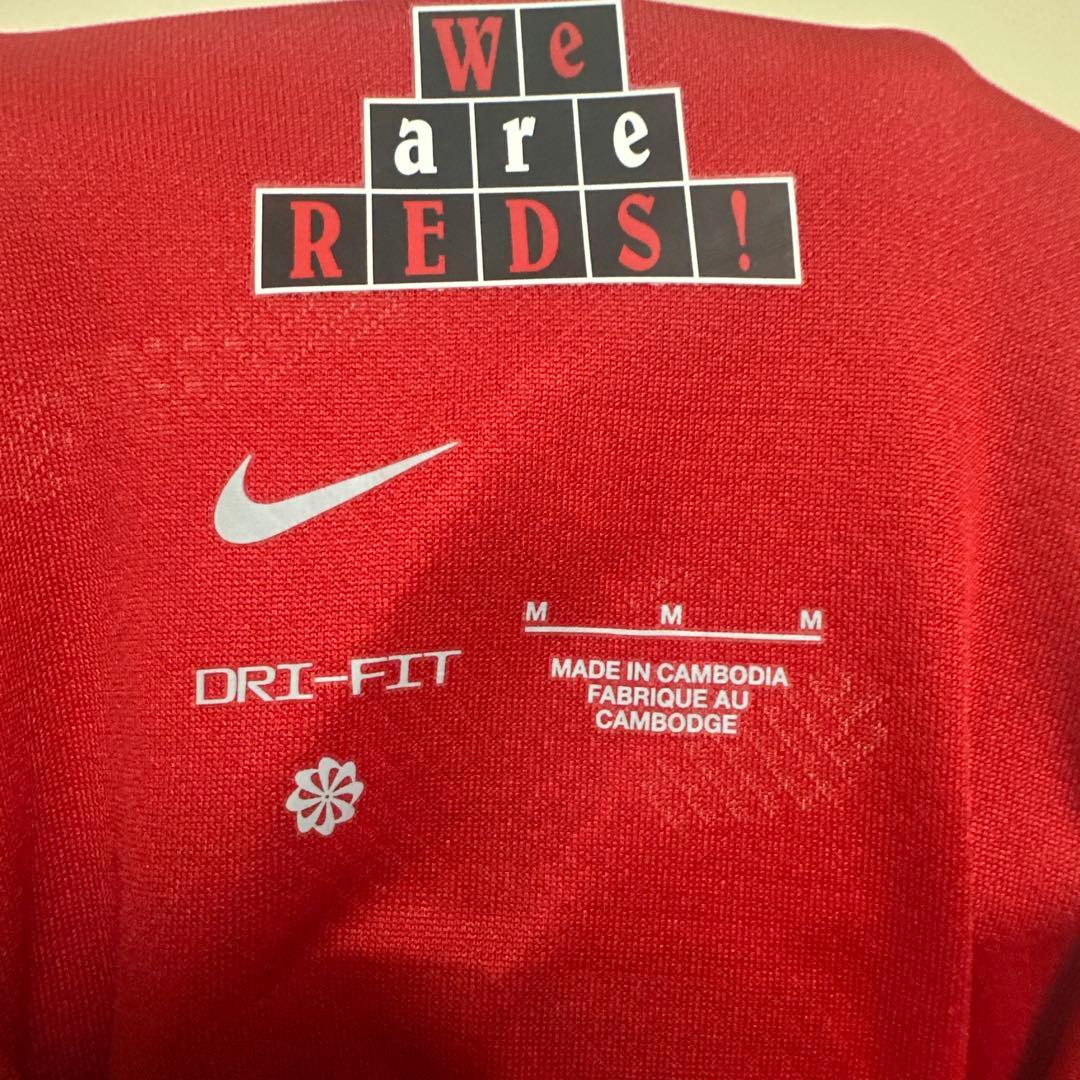 We
are
REDS!
M M M
DRI-FIT
MADE IN CAMBODIA
FABRIQUE AU
CAMBODGE